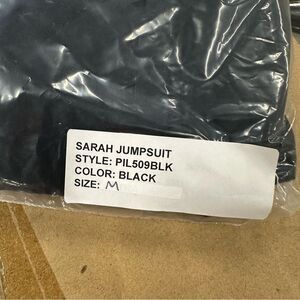 SARAH JUMPSUIT
STYLE: PIL509BLK
COLOR: BLACK
SIZE: M